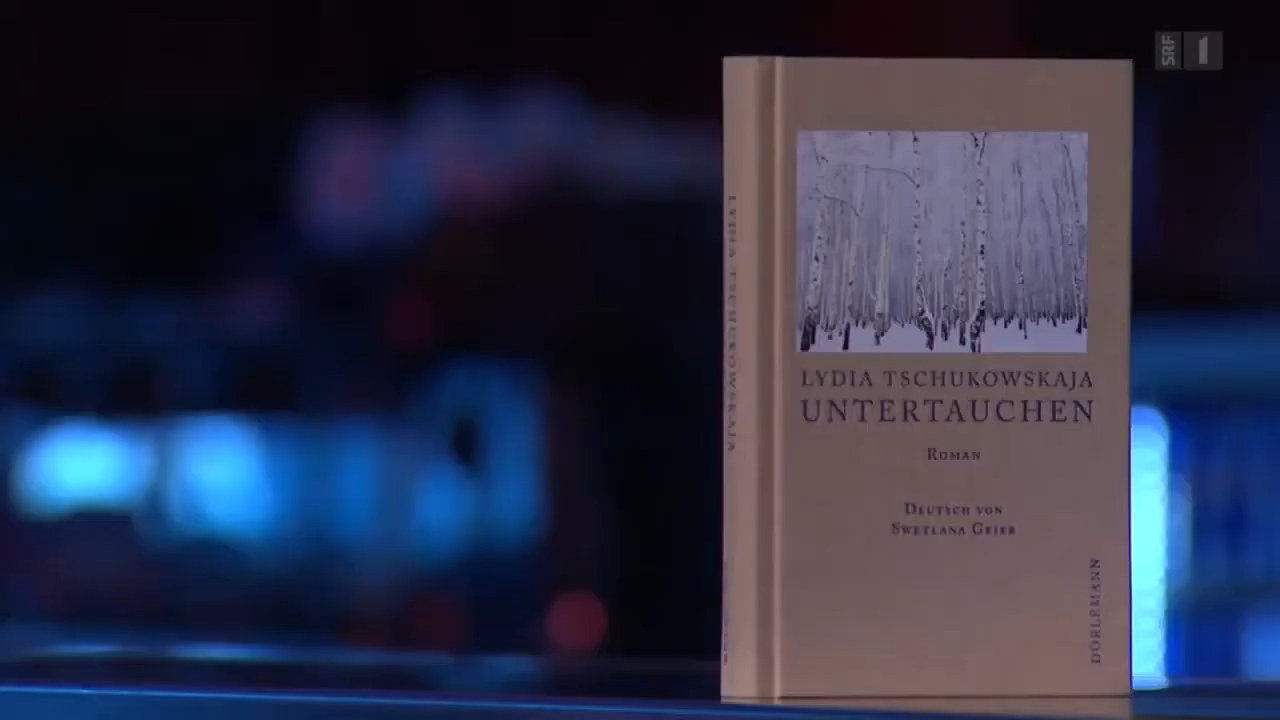 SRF 1
LYDIA TSCHUKOWSKAJA
LYDIA TSCHUKOWSKAJA
UNTERTAUCHEN
ROMAN
DEUTSCH VON
SWETLANA GEIER
DÖRLEMANN